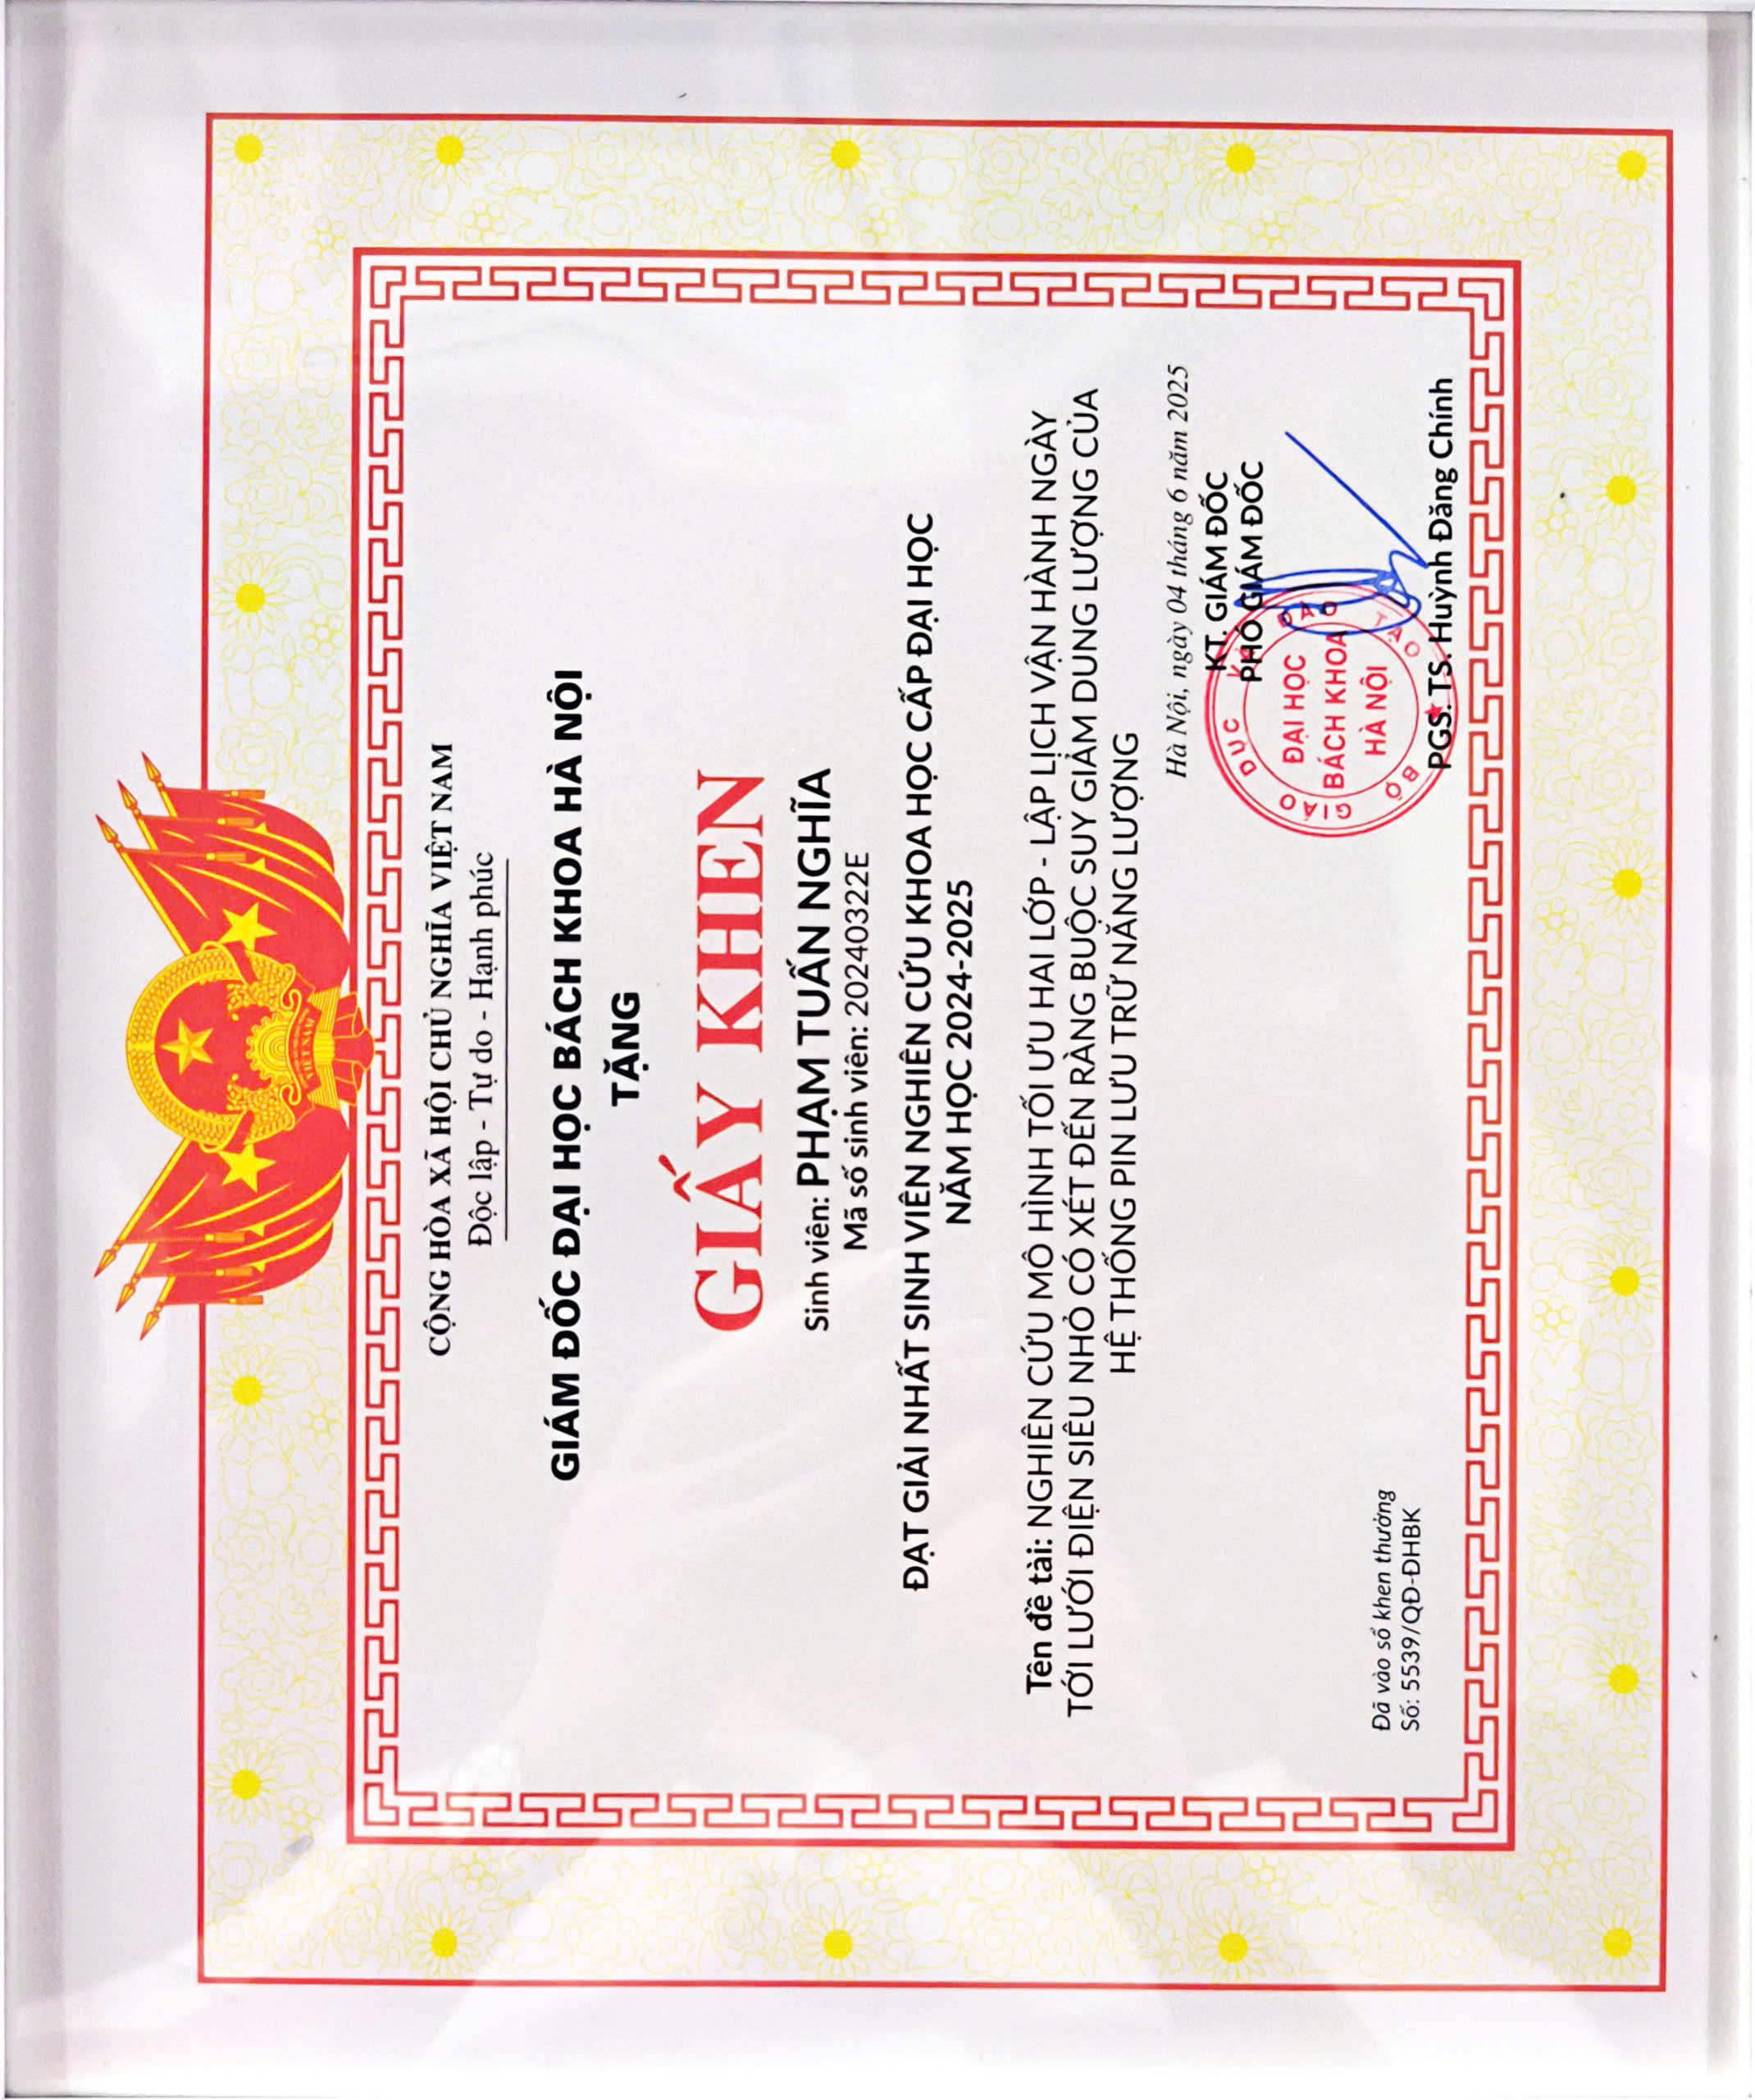 VIỆT NAM
CỘNG HÒA XÃ HỘI CHỦ NGHĨA VIỆT NAM
Độc lập - Tự do - Hạnh phúc
GIÁM ĐỐC ĐẠI HỌC BÁCH KHOA HÀ NỘI
TẶNG
GIẤY KHEN
Sinh viên: PHẠM TUẤN NGHĨA
Mã số sinh viên: 20240322E
ĐẠT GIẢI NHẤT SINH VIÊN NGHIÊN CỨU KHOA HỌC CẤP ĐẠI HỌC
NĂM HỌC 2024-2025
Tên đề tài: NGHIÊN CỨU MÔ HÌNH TỐI ƯU HAI LỚP - LẬP LỊCH VẬN HÀNH NGÀY
TỚI LƯỚI ĐIỆN SIÊU NHỎ CÓ XÉT ĐẾN RÀNG BUỘC SUY GIẢM DUNG LƯỢNG CỦA
HỆ THỐNG PIN LƯU TRỮ NĂNG LƯỢNG
Hà Nội, ngày 04 tháng 6 năm 2025
KT. GIÁM ĐỐC
PHÓ GIÁM ĐỐC
BỘ GIÁO DỤC VÀ ĐÀO TẠO
ĐẠI HỌC
BÁCH KHOA
HÀ NỘI
PGS. TS. Huỳnh Đăng Chính
Đã vào sổ khen thưởng
Số: 5539/QĐ-ĐHBK